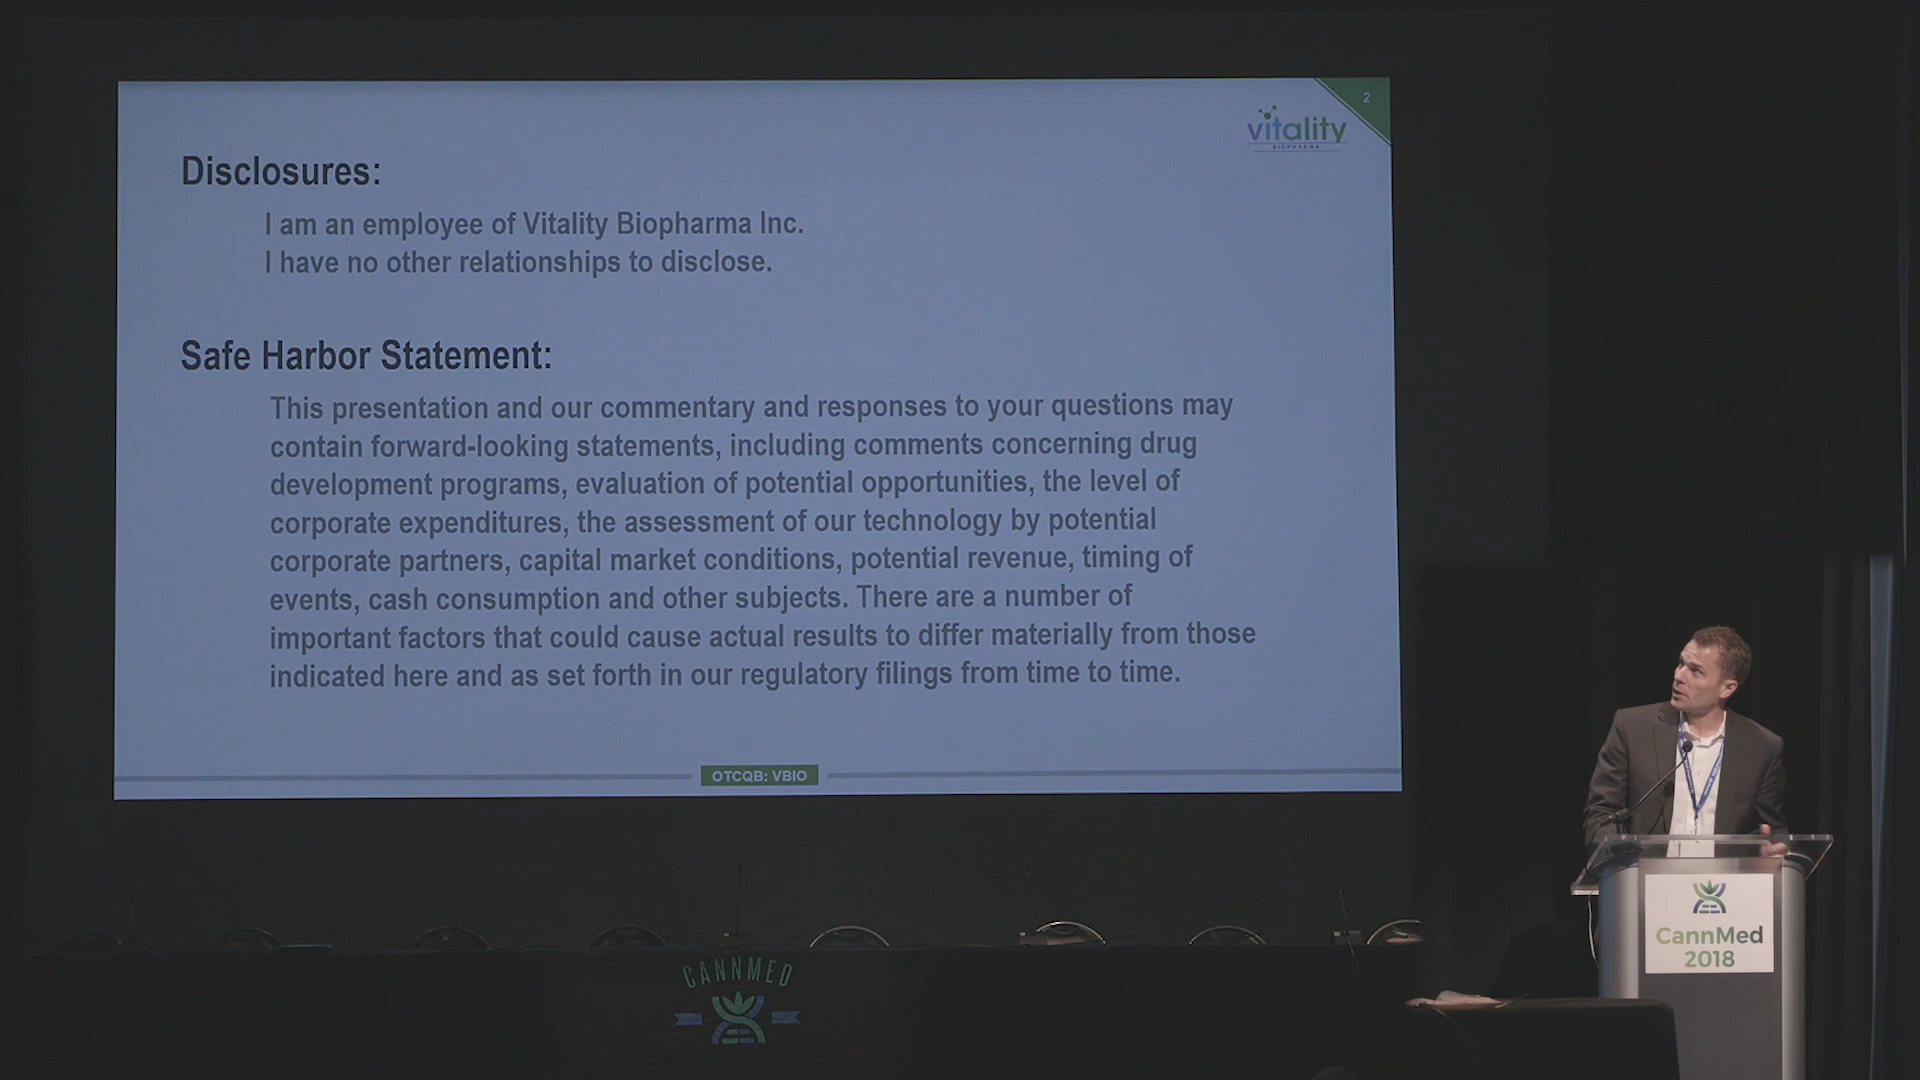 2
vitality
BIOPHARMA
Disclosures:
I am an employee of Vitality Biopharma Inc.
I have no other relationships to disclose.
Safe Harbor Statement:
This presentation and our commentary and responses to your questions may
contain forward-looking statements, including comments concerning drug
development programs, evaluation of potential opportunities, the level of
corporate expenditures, the assessment of our technology by potential
corporate partners, capital market conditions, potential revenue, timing of
events, cash consumption and other subjects. There are a number of
important factors that could cause actual results to differ materially from those
indicated here and as set forth in our regulatory filings from time to time.
OTCQB: VBIO
CannMed
2018
CANNMED